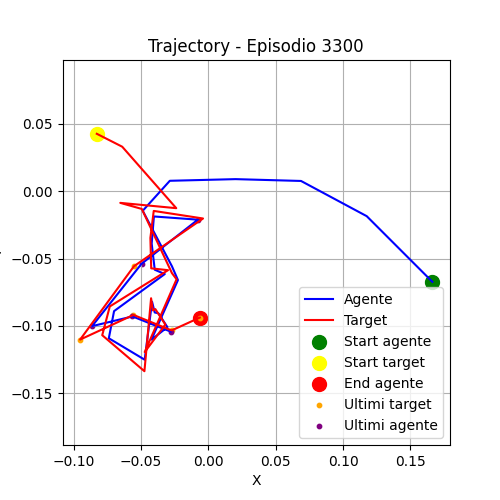 Trajectory - Episodio 3300
0.05
0.00
−0.05
−0.10
−0.15
−0.10
−0.05
0.00
0.05
0.10
0.15
X
Agente
Target
Start agente
Start target
End agente
Ultimi target
Ultimi agente